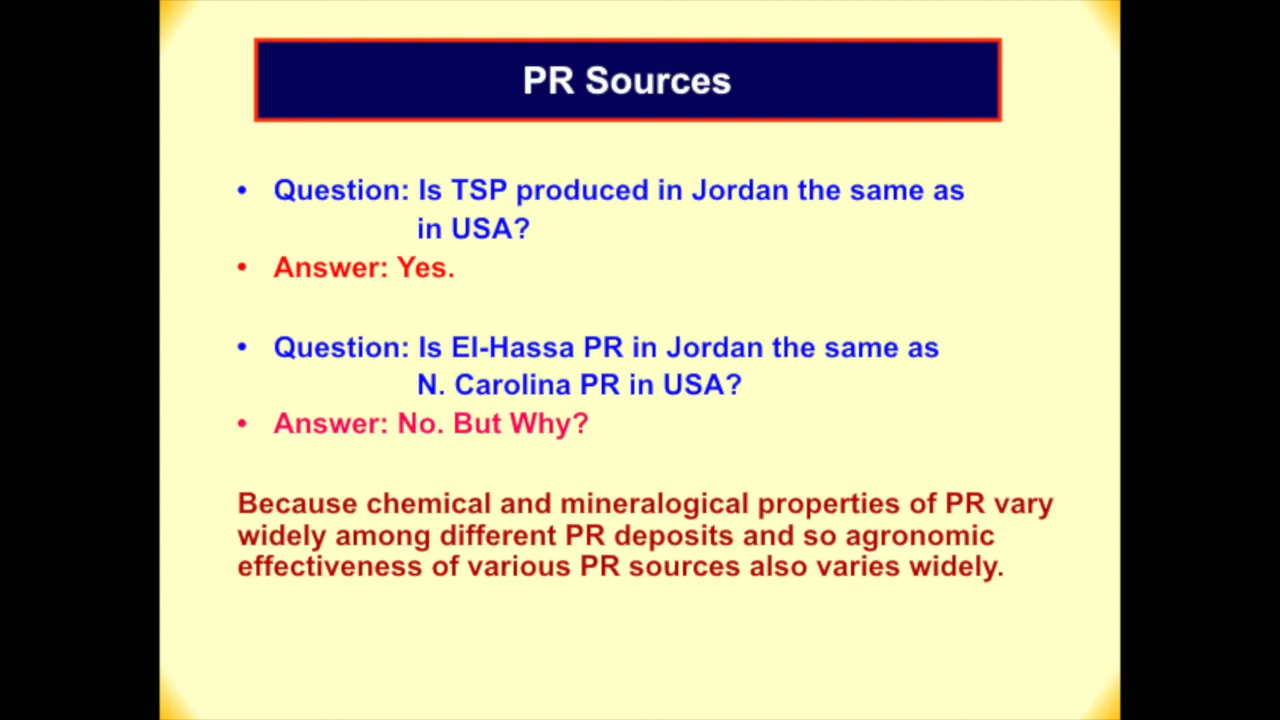 PR Sources
• Question: Is TSP produced in Jordan the same as
in USA?
• Answer: Yes.
• Question: Is El-Hassa PR in Jordan the same as
N. Carolina PR in USA?
• Answer: No. But Why?
Because chemical and mineralogical properties of PR vary
widely among different PR deposits and so agronomic
effectiveness of various PR sources also varies widely.